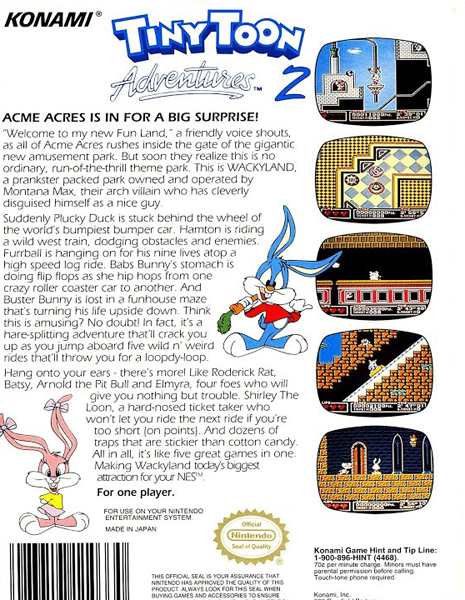 KONAMI®
TINY TOON
Adventures™ 2
ACME ACRES IS IN FOR A BIG SURPRISE!
"Welcome to my new Fun Land," a friendly voice shouts,
as all of Acme Acres rushes inside the gate of the gigantic
new amusement park. But soon they realize this is no
ordinary, run-of-the-thrill theme park. This is WACKYLAND,
a prankster packed park owned and operated by
Montana Max, their arch villain who has cleverly
disguised himself as a nice guy.
Suddenly Plucky Duck is stuck behind the wheel of
the world's bumpiest bumper car. Hamton is riding
a wild west train, dodging obstacles and enemies.
Furrball is hanging on for his nine lives atop a
high speed log ride. Babs Bunny's stomach is
doing flip flops as she hip hops from one
crazy roller coaster car to another. And
Buster Bunny is lost in a funhouse maze
that's turning his life upside down. Think
this is amusing? No doubt! In fact, it's a
hare-splitting adventure that'll crack you
up as you jump aboard five wild n' weird
rides that'll throw you for a loopdy-loop.
Hang onto your ears - there's more! Like Roderick Rat,
Batsy, Arnold the Pit Bull and Elmyra, four foes who will
give you nothing but trouble. Shirley The
Loon, a hard-nosed ticket taker who
won't let you ride the next ride if you're
too short (on points). And dozens of
traps that are stickier than cotton candy.
All in all, it's like five great games in one.
Making Wackyland today's biggest
attraction for your NES™.
For one player.
FOR USE ON YOUR NINTENDO
ENTERTAINMENT SYSTEM.
MADE IN JAPAN
Official
Nintendo
Seal of Quality
THIS OFFICIAL SEAL IS YOUR ASSURANCE THAT
NINTENDO HAS APPROVED THE QUALITY OF THIS
PRODUCT. ALWAYS LOOK FOR THIS SEAL WHEN
BUYING GAMES AND ACCESSORIES TO ENSURE
Konami Game Hint and Tip Line:
1-900-896-HINT (4468).
70¢ per minute charge. Minors must have
parental permission before calling.
Touch-tone phone required.
Konami, Inc.